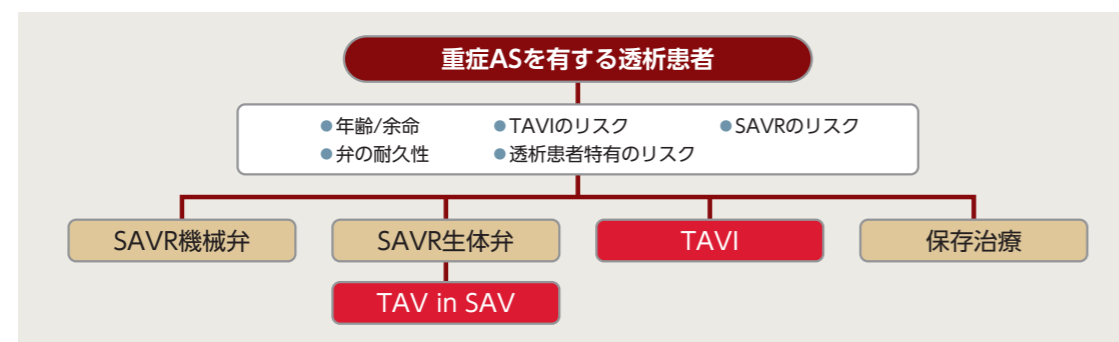 重症ASを有する透析患者
●年齢/余命 ●TAVIのリスク ●SAVRのリスク
●弁の耐久性 ●透析患者特有のリスク
SAVR機械弁 SAVR生体弁 TAVI 保存治療
TAV in SAV